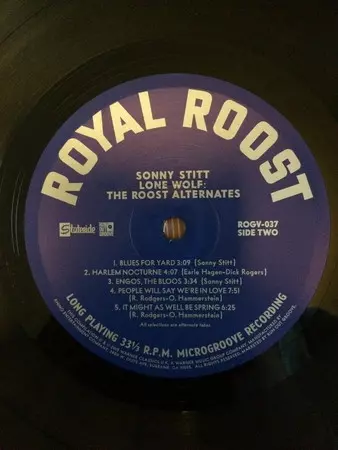 ROYAL ROOST
SONNY STITT
LONE WOLF:
THE ROOST ALTERNATES
Stateside
ROGV-037
SIDE TWO
1. BLUES FOR YARD 3:09 (Sonny Stitt)
2. HARLEM NOCTURNE 4:07 (Earle Hagen-Dick Rogers)
3. ENGOS, THE BLOOS 3:34 (Sonny Stitt)
4. PEOPLE WILL SAY WE'RE IN LOVE 7:51
(R. Rodgers-O. Hammerstein)
5. IT MIGHT AS WELL BE SPRING 6:25
(R. Rodgers-O. Hammerstein)
All selections are alternate takes.
LONG PLAYING 33⅓ R.P.M. MICROGROOVE RECORDING